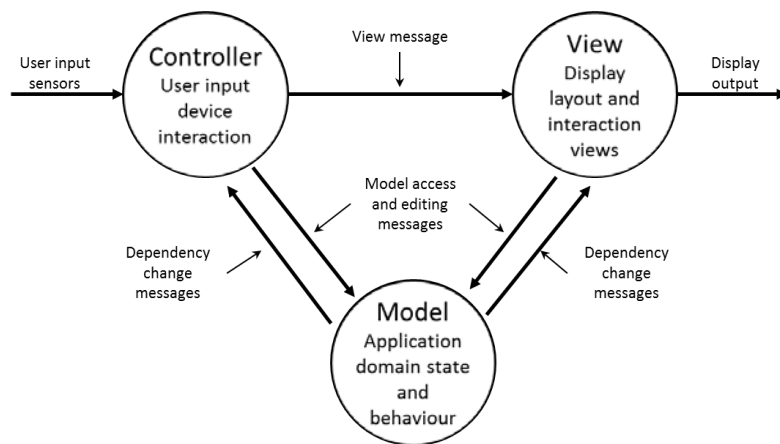 User input
sensors
Controller
User input
device
interaction
View message
View
Display
layout and
interaction
views
Display
output
Model access
and editing
messages
Dependency
change
messages
Dependency
change
messages
Model
Application
domain state
and
behaviour